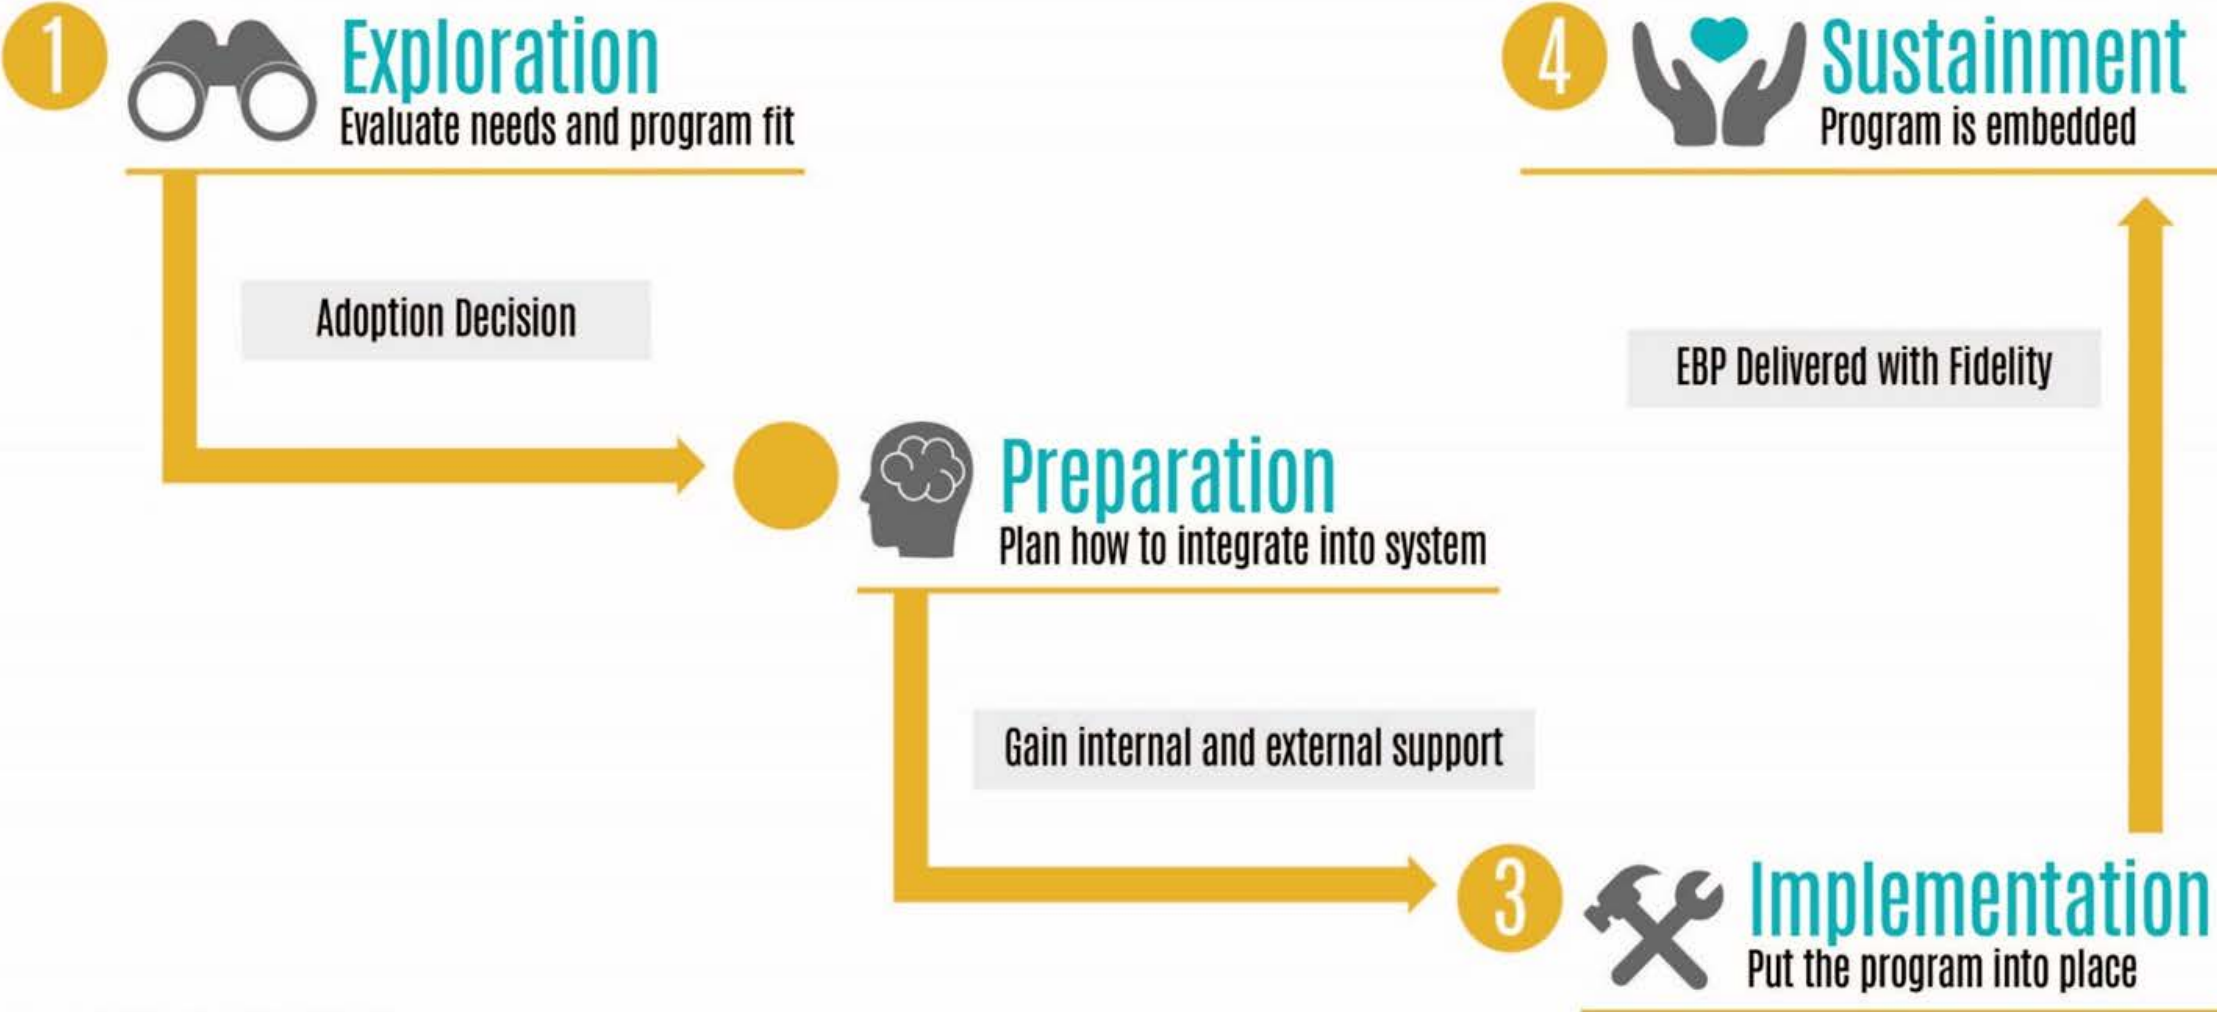 1
Exploration
Evaluate needs and program fit
Adoption Decision
Preparation
Plan how to integrate into system
Gain internal and external support
3
Implementation
Put the program into place
EBP Delivered with Fidelity
4
Sustainment
Program is embedded